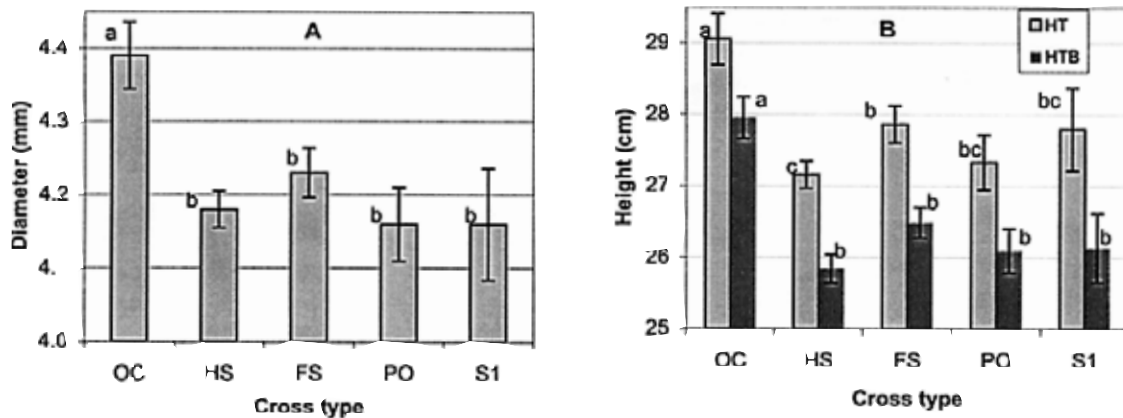 A
Diameter (mm)
4.4
4.3
4.2
4.
4.0
a
b
b
b
b
OC HS FS PO S1
Cross type
B
HT
HTB
Height (cm)
29
28
27
26
25
a
a
c
b
b
b
bc
b
bc
b
OC HS FS PO S1
Cross type